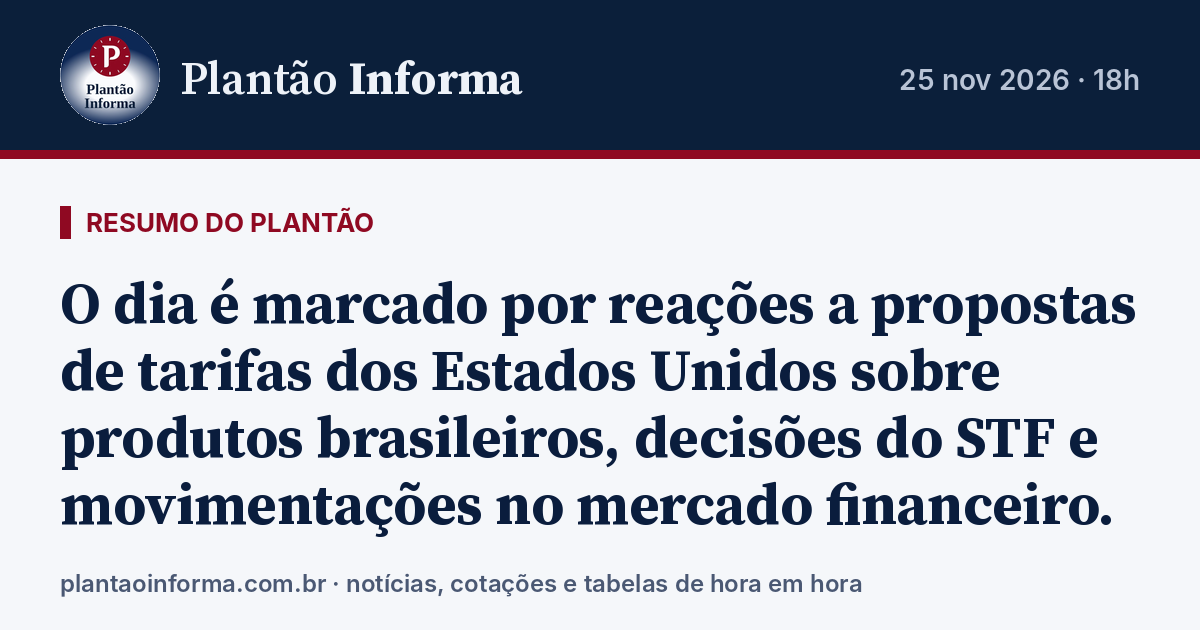 P
Plantão
Informa
Plantão Informa
25 nov 2026 · 18h
RESUMO DO PLANTÃO
O dia é marcado por reações a propostas
de tarifas dos Estados Unidos sobre
produtos brasileiros, decisões do STF e
movimentações no mercado financeiro.
plantaoinforma.com.br · notícias, cotações e tabelas de hora em hora